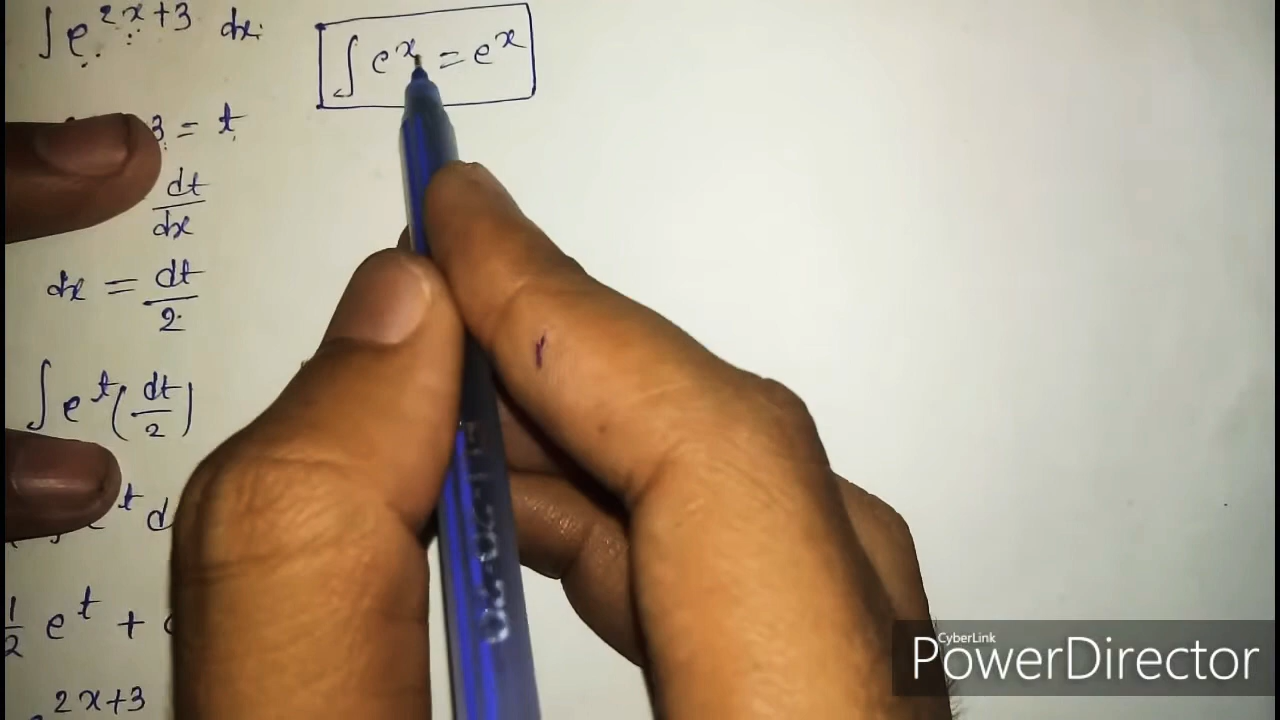 ∫e^{2x+3} dx
∫e^x = e^x
3 = t
dt/dx
dx = dt/2
∫e^t (dt/2)
e^t d
1/2 e^t +
2x+3
CyberLink
PowerDirector